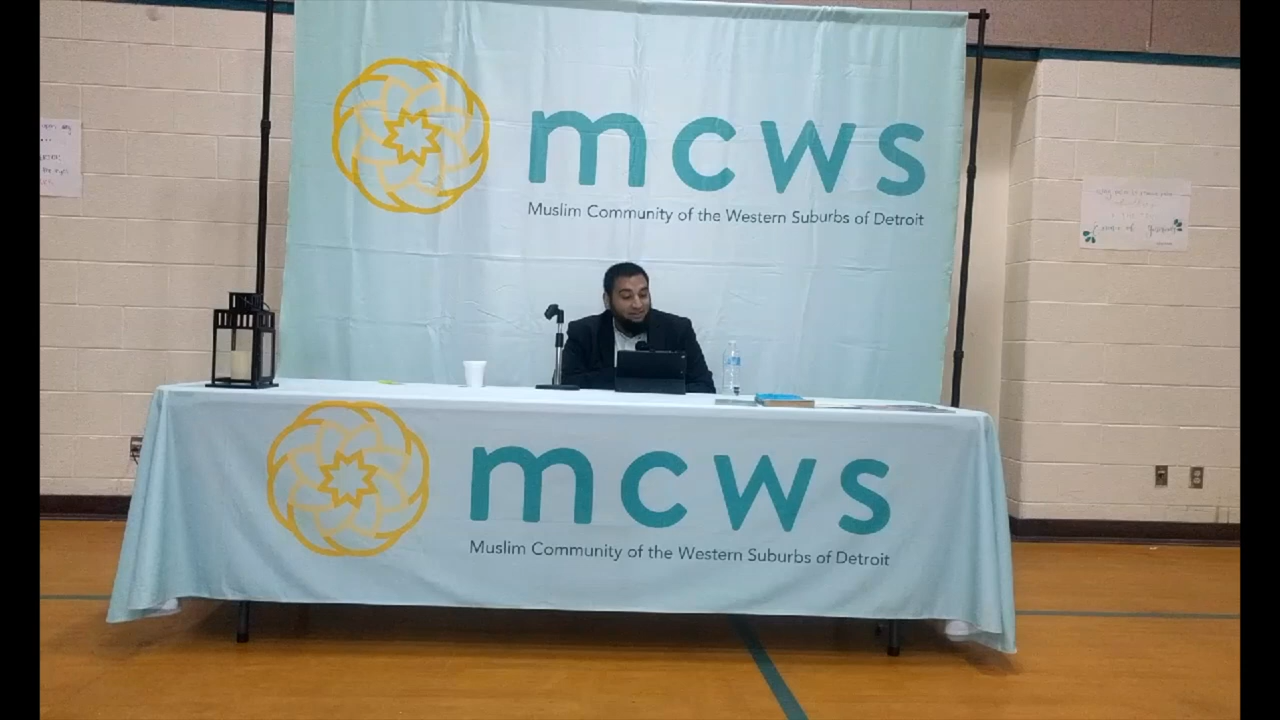 mcws
Muslim Community of the Western Suburbs of Detroit
mcws
Muslim Community of the Western Suburbs of Detroit